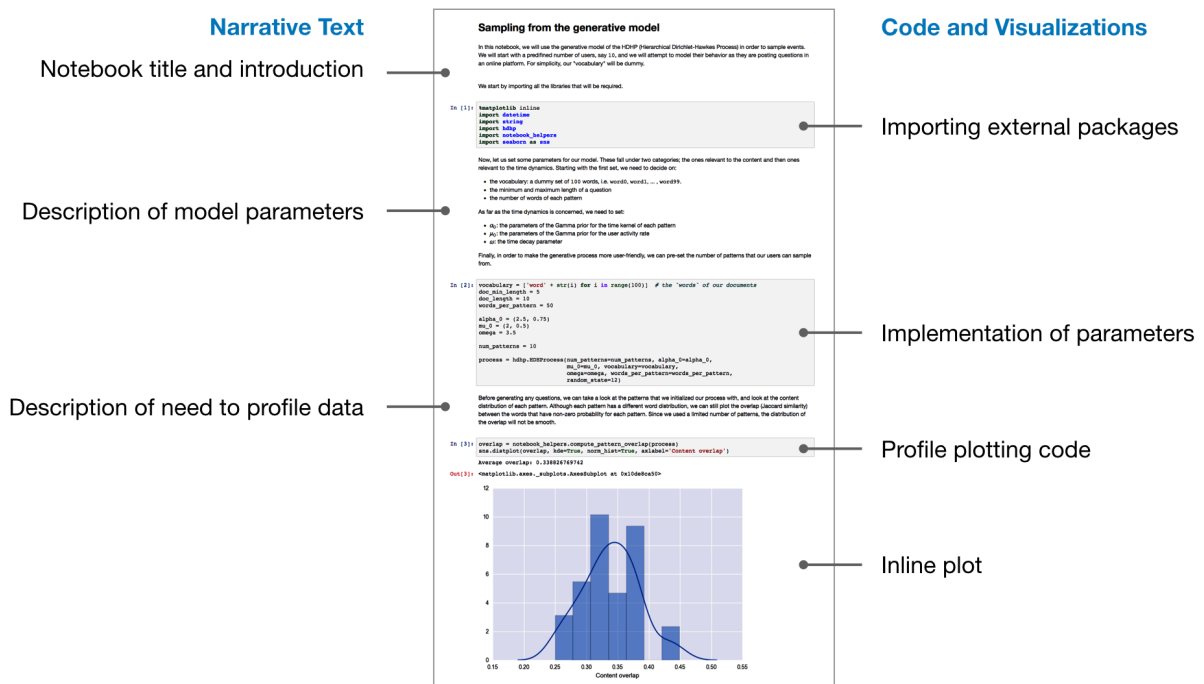 Narrative Text
Code and Visualizations
Notebook title and introduction
Description of model parameters
Description of need to profile data
Sampling from the generative model
In this notebook, we will use the generative model of the HDHP (Hierarchical Dirichlet-Hawkes Process) in order to sample events.
We will start with a predefined number of users, say 10, and we will attempt to model their behavior as they are posting questions in
an online platform. For simplicity, our "vocabulary" will be dummy.
We start by importing all the libraries that will be required.
In [1]: %matplotlib inline
import datetime
import string
import hdhp
import notebook_helpers
import seaborn as sns
Now, let us set some parameters for our model. These fall under two categories; the ones relevant to the content and then ones
relevant to the time dynamics. Starting with the first set, we need to decide on:
• the vocabulary: a dummy set of 100 words, i.e. word0, word1, ... , word99.
• the minimum and maximum length of a question
• the number of words of each pattern
As far as the time dynamics is concerned, we need to set:
• α0: the parameters of the Gamma prior for the time kernel of each pattern
• μ0: the parameters of the Gamma prior for the user activity rate
• ω: the time decay parameter
Finally, in order to make the generative process more user-friendly, we can pre-set the number of patterns that our users can sample
from.
In [2]: vocabulary = ['word' + str(i) for i in range(100)]  # the `words` of our documents
doc_min_length = 5
doc_length = 10
words_per_pattern = 50
alpha_0 = (2.5, 0.75)
mu_0 = (2, 0.5)
omega = 3.5
num_patterns = 10
process = hdhp.HDHProcess(num_patterns=num_patterns, alpha_0=alpha_0,
mu_0=mu_0, vocabulary=vocabulary,
omega=omega, words_per_pattern=words_per_pattern,
random_state=12)
Before generating any questions, we can take a look at the patterns that we initialized our process with, and look at the content
distribution of each pattern. Although each pattern has a different word distribution, we can still plot the overlap (Jaccard similarity)
between the words that have non-zero probability for each pattern. Since we used a limited number of patterns, the distribution of
the overlap will not be smooth.
In [3]: overlap = notebook_helpers.compute_pattern_overlap(process)
sns.distplot(overlap, kde=True, norm_hist=True, axlabel='Content overlap')
Average overlap: 0.338826769742
Out[3]: <matplotlib.axes._subplots.AxesSubplot at 0x10de8ca50>
12
10
8
6
4
2
0
0.15 0.20 0.25 0.30 0.35 0.40 0.45 0.50 0.55
Content overlap
Importing external packages
Implementation of parameters
Profile plotting code
Inline plot